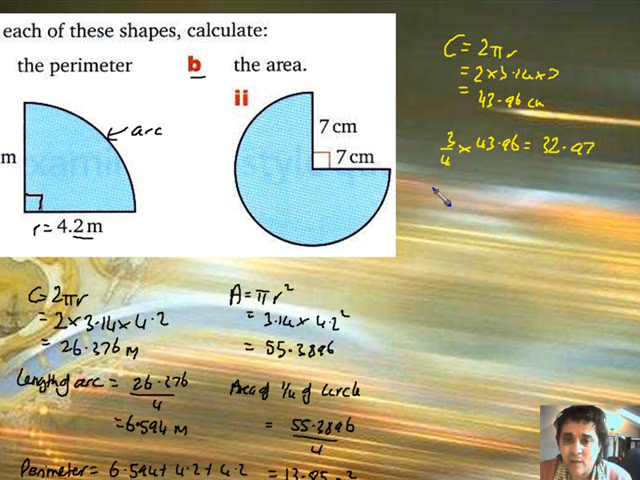 each of these shapes, calculate:
the perimeter b the area.
ii
arc
7 cm
7 cm
m
r = 4.2 m
C = 2πr
= 2 × 3.14 × 7
=
43.96 cm
3/4 × 43.96 = 32.97
C = 2πr
= 2 × 3.14 × 4.2
= 26.376 m
Length of arc = 26.376/4
= 6.594 m
Perimeter = 6.594 + 4.2 + 4.2
A = πr²
= 3.14 × 4.2²
= 55.3896
Area of 1/4 of circle
= 55.3896/4